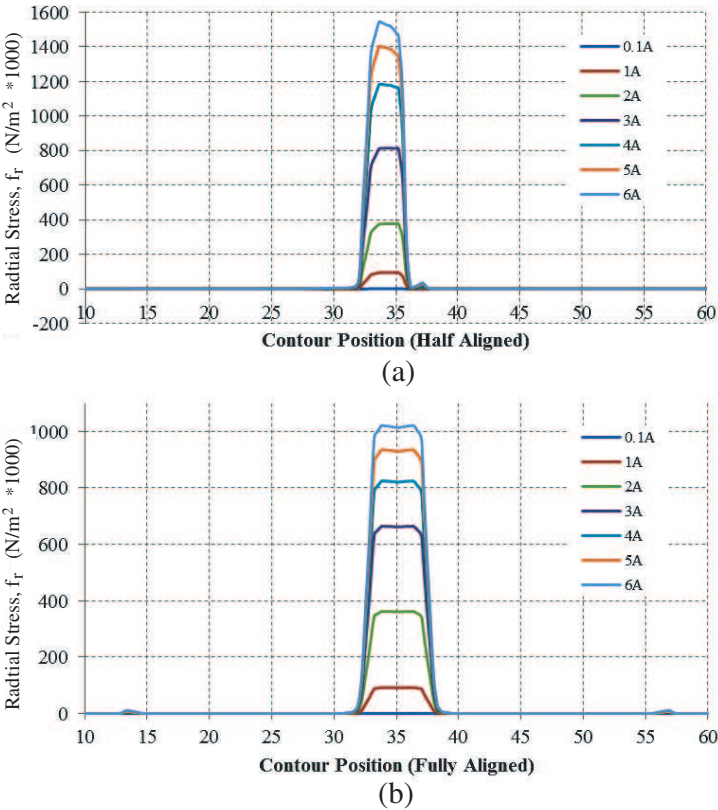 1600
1400
1200
1000
800
600
400
200
0
-200
Radtial Stress, fr (N/m2 *1000)
0.1A
1A
2A
3A
4A
5A
6A
10 15 20 25 30 35 40 45 50 55 60
Contour Position (Half Aligned)
(a)
1000
800
600
400
200
0
Radtial Stress, fr (N/m2 *1000)
0.1A
1A
2A
3A
4A
5A
6A
10 15 20 25 30 35 40 45 50 55 60
Contour Position (Fully Aligned)
(b)